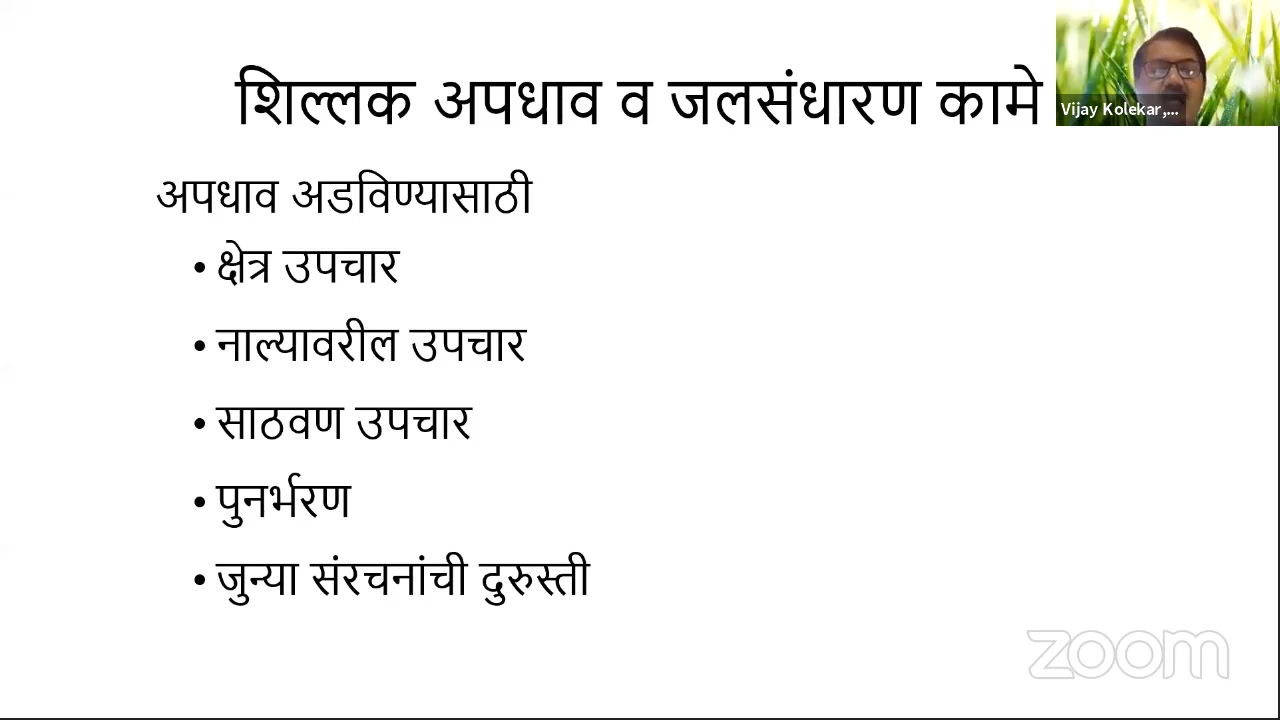 शिल्लक अपधाव व जलसंधारण कामे
Vijay Kolekar,...
अपधाव अडविण्यासाठी
• क्षेत्र उपचार
• नाल्यावरील उपचार
• साठवण उपचार
• पुनर्भरण
• जुन्या संरचनांची दुरुस्ती
zoom